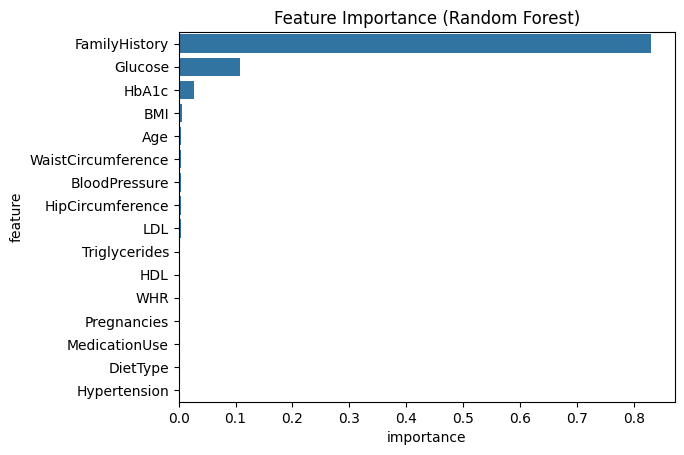 Feature Importance (Random Forest)
FamilyHistory
Glucose
HbA1c
BMI
Age
WaistCircumference
BloodPressure
HipCircumference
LDL
Triglycerides
HDL
WHR
Pregnancies
MedicationUse
DietType
Hypertension
feature
0.0 0.1 0.2 0.3 0.4 0.5 0.6 0.7 0.8
importance